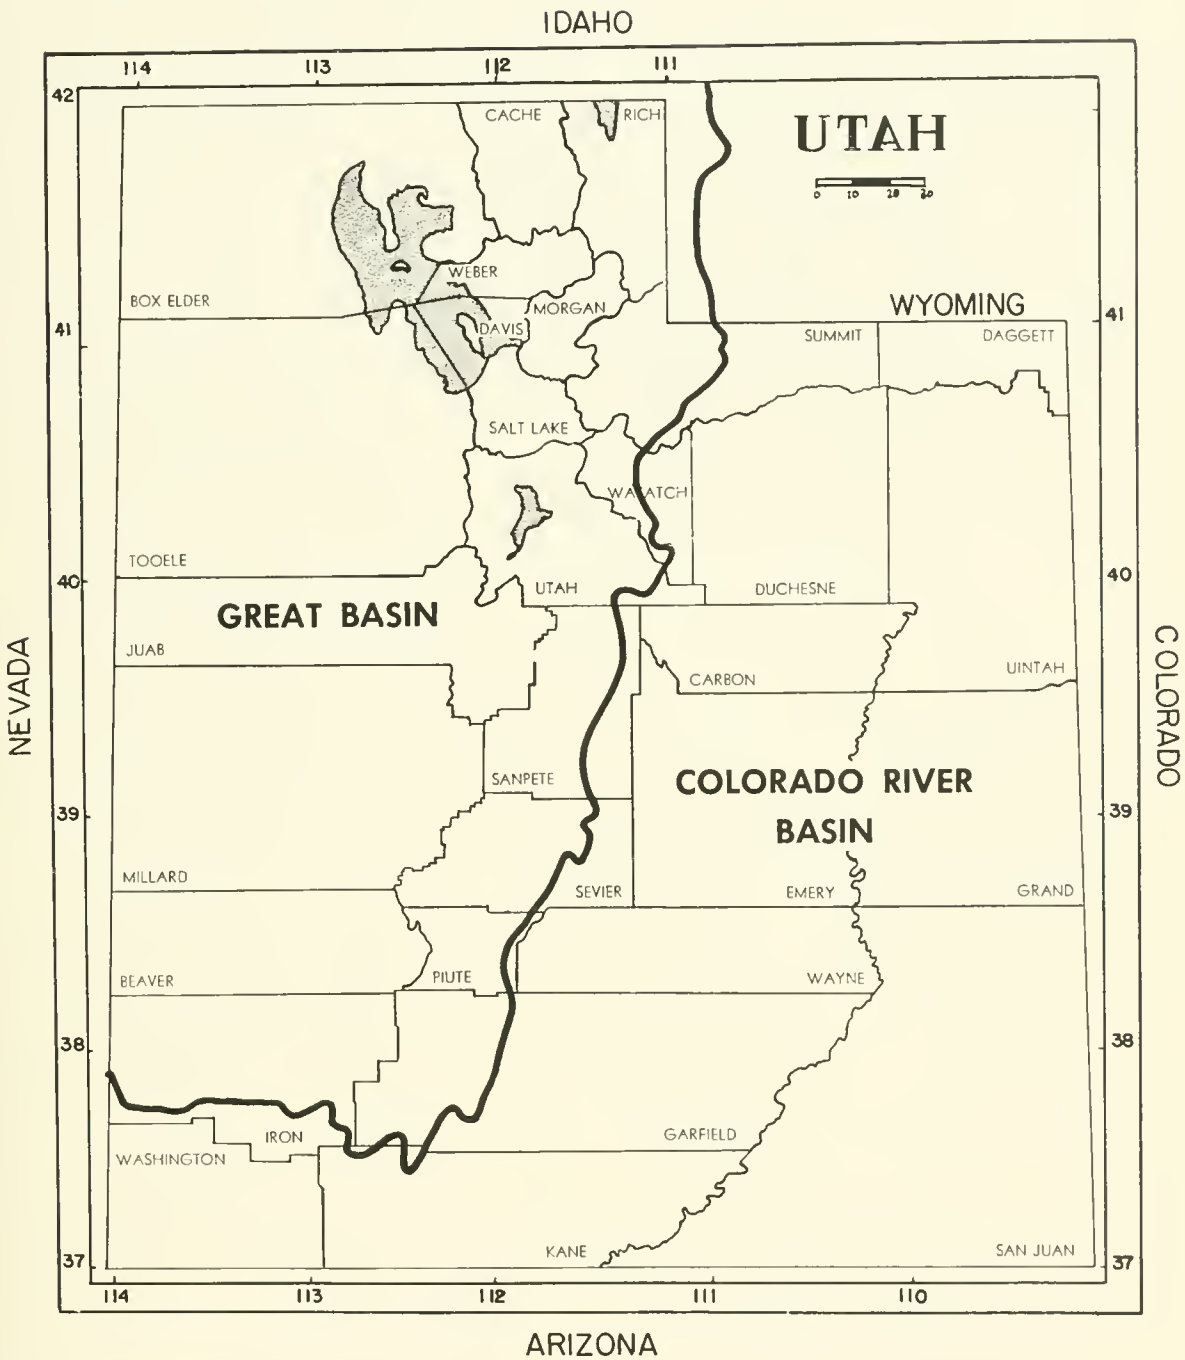 IDAHO
114 113 112 111
42
CACHE RICH
UTAH
0 10 20 30
WEBER
BOX ELDER
MORGAN
WYOMING
41
DAVIS
SUMMIT DAGGETT
41
SALT LAKE
WASATCH
TOOELE
40
UTAH
DUCHESNE
40
GREAT BASIN
JUAB
CARBON
UINTAH
NEVADA
COLORADO
SANPETE
COLORADO RIVER
BASIN
39
39
MILLARD
SEVIER
EMERY
GRAND
BEAVER
PIUTE
WAYNE
38
38
IRON
GARFIELD
WASHINGTON
KANE
SAN JUAN
37
37
114 113 112 111 110
ARIZONA